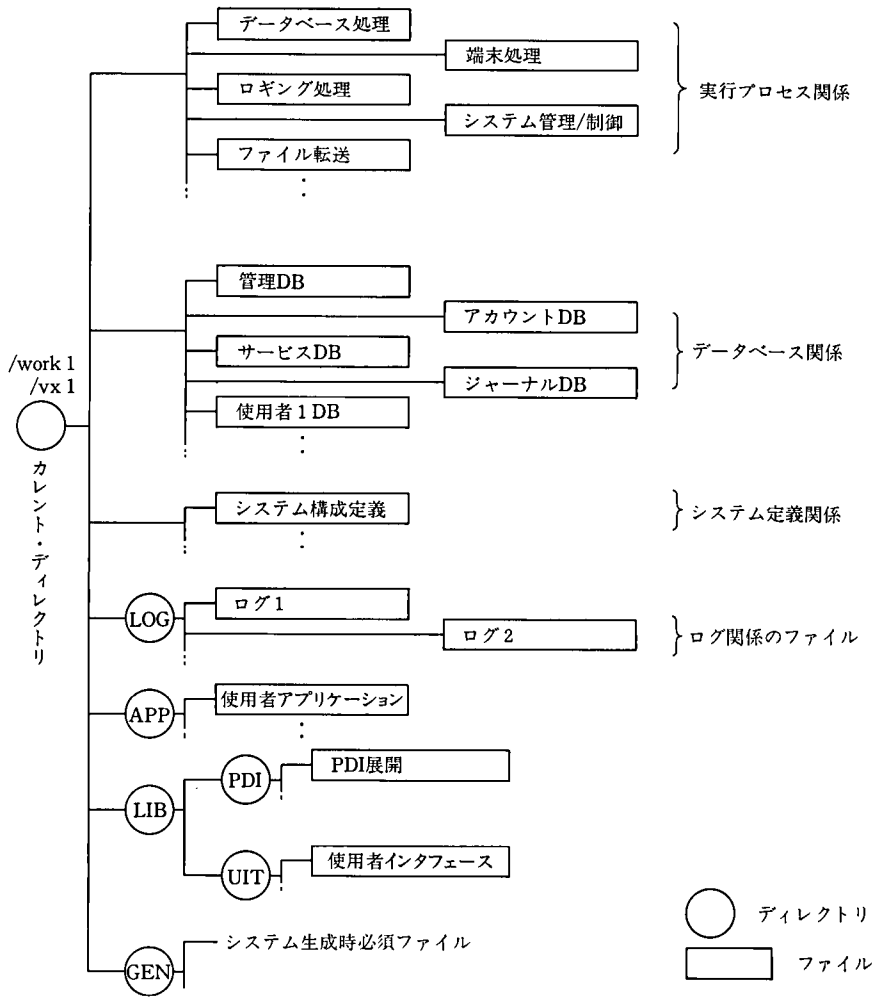 データベース処理
端末処理
ロギング処理
システム管理/制御
ファイル転送
実行プロセス関係
管理DB
アカウントDB
サービスDB
ジャーナルDB
使用者1DB
データベース関係
/work 1
/vx 1
カレント・ディレクトリ
システム構成定義
システム定義関係
LOG
ログ1
ログ2
ログ関係のファイル
APP
使用者アプリケーション
LIB
PDI
PDI展開
UIT
使用者インタフェース
GEN
システム生成時必須ファイル
ディレクトリ
ファイル